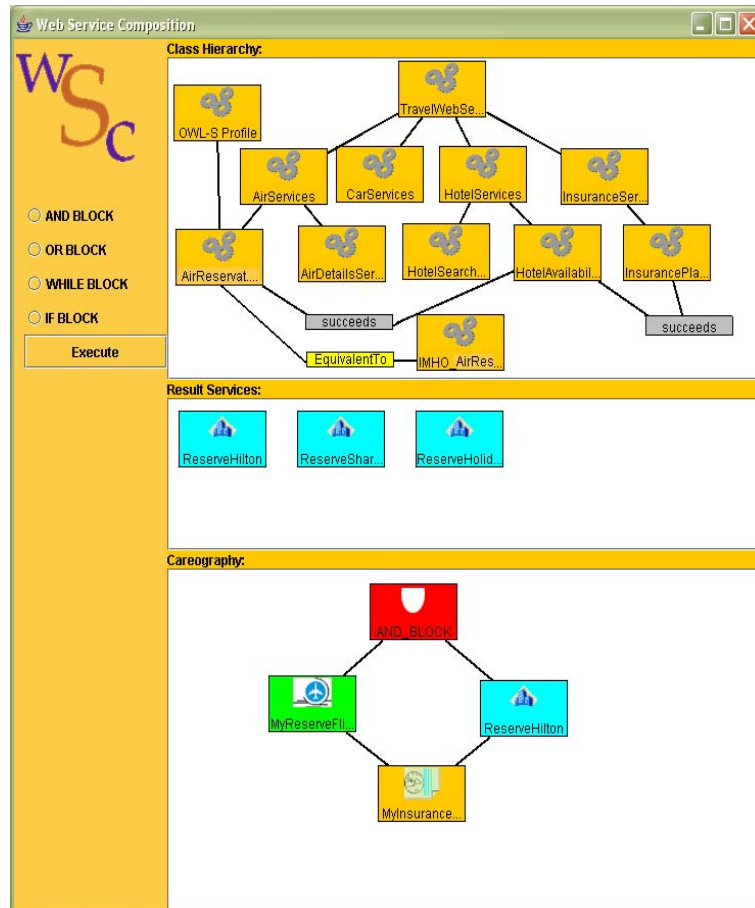 Web Service Composition
WSC
AND BLOCK
OR BLOCK
WHILE BLOCK
IF BLOCK
Execute
Class Hierarchy:
TravelWebSe...
OWL-S Profile
AirServices
CarServices
HotelServices
InsuranceSer...
AirReservat....
AirDetailsSer...
HotelSearch...
HotelAvailabil...
InsurancePla...
succeeds
succeeds
EquivalentTo
IMHO_AirRes...
Result Services:
ReserveHilton
ReserveShar...
ReserveHolid...
Careography:
AND_BLOCK
MyReserveFli...
ReserveHilton
MyInsurance...